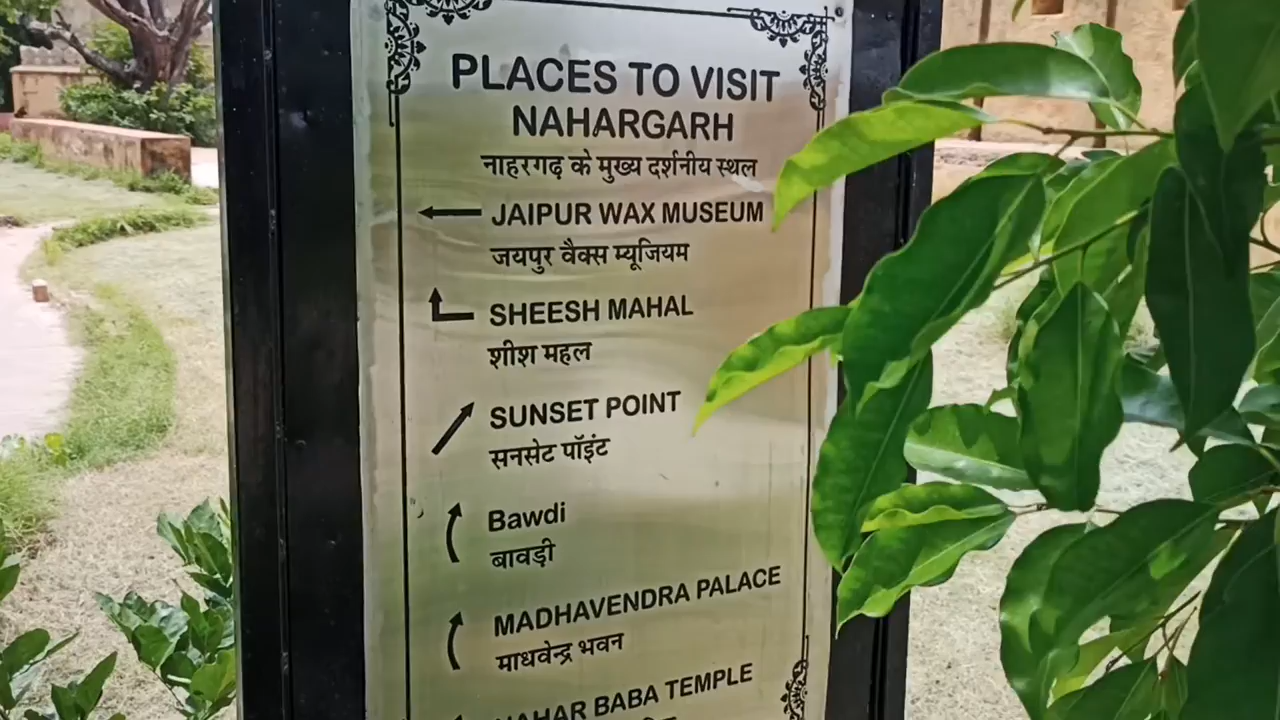 PLACES TO VISIT
NAHARGARH
नाहरगढ़ के मुख्य दर्शनीय स्थल
JAIPUR WAX MUSEUM
जयपुर वैक्स म्यूजियम
SHEESH MAHAL
शीश महल
SUNSET POINT
सनसेट पॉइंट
Bawdi
बावड़ी
MADHAVENDRA PALACE
माधवेन्द्र भवन
NAHAR BABA TEMPLE